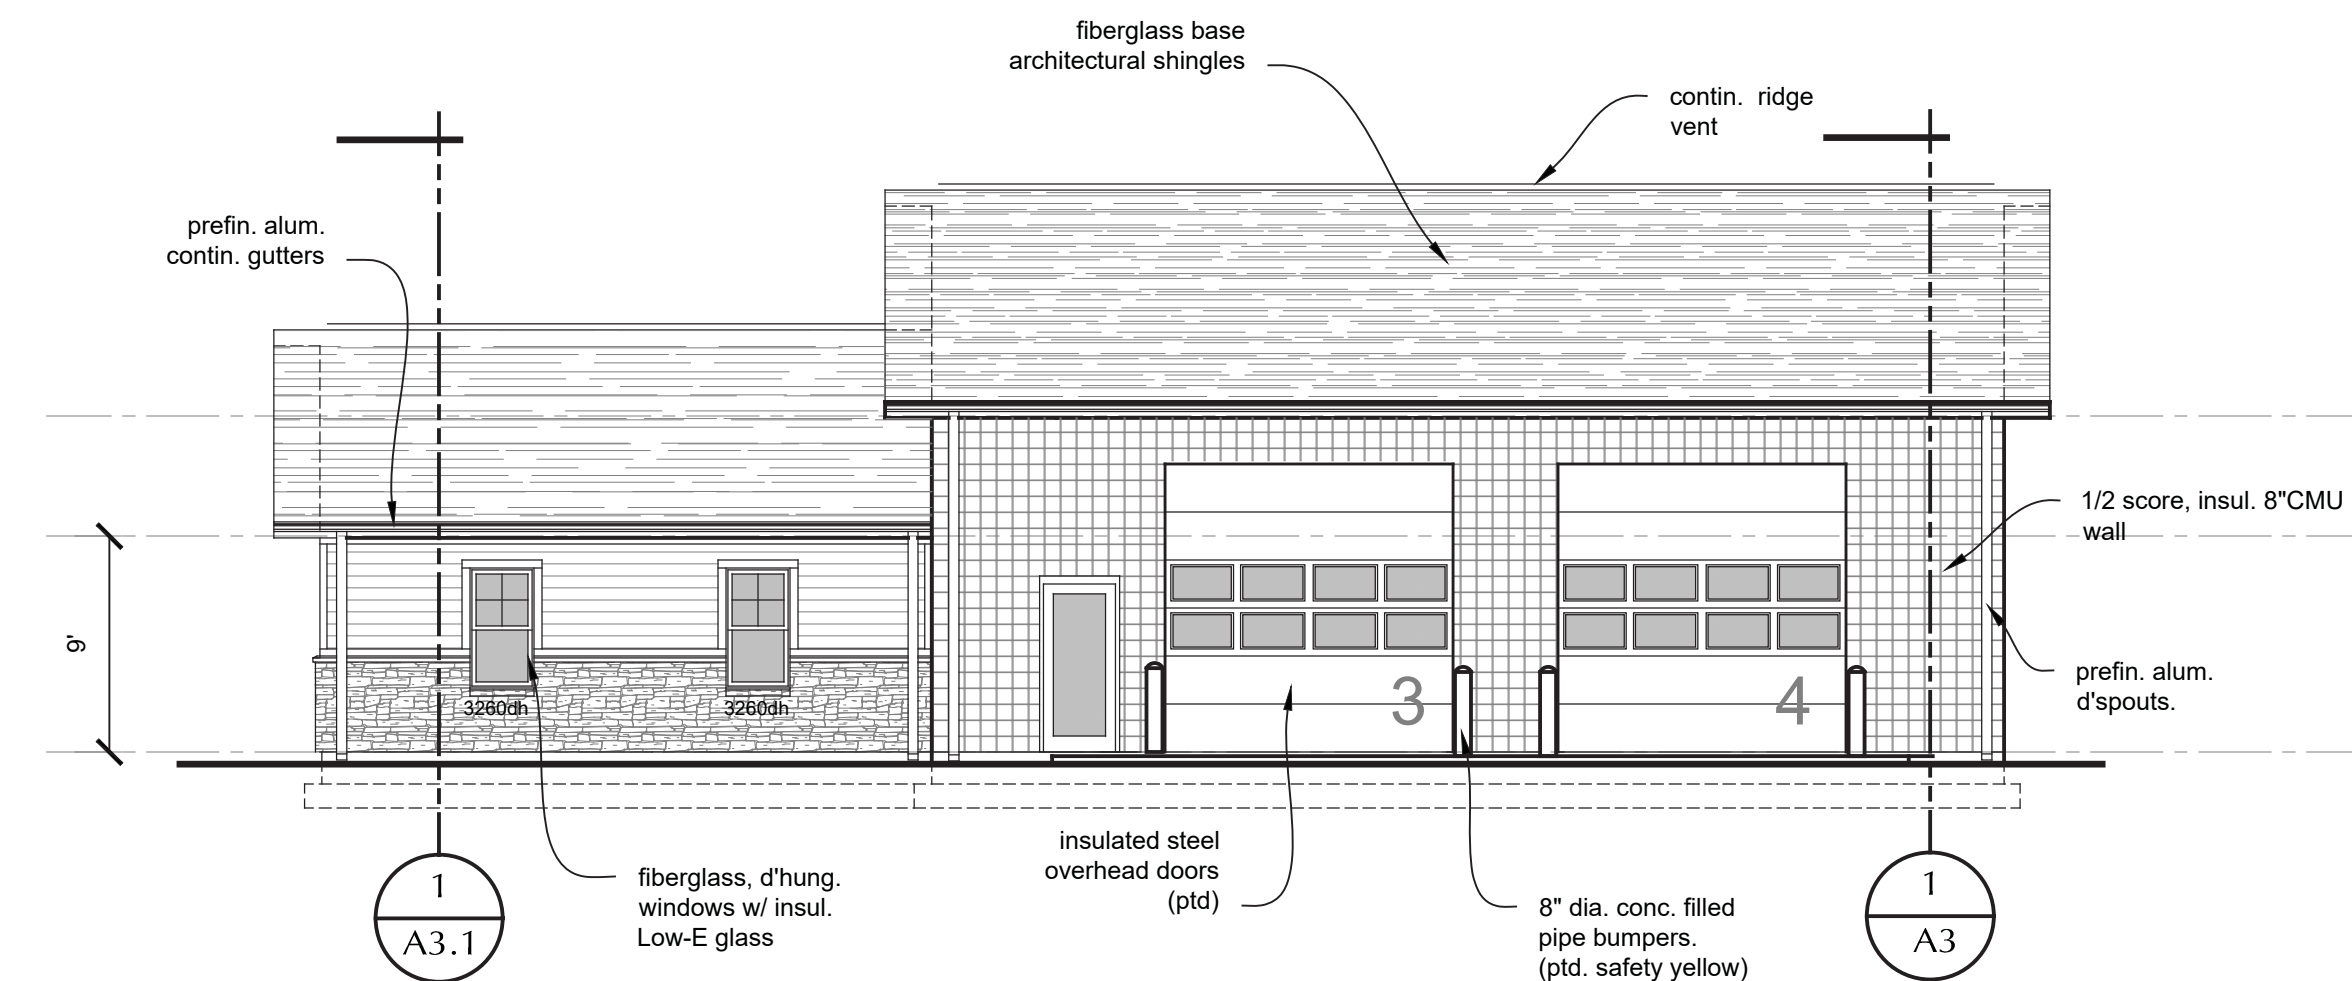 fiberglass base
architectural shingles
contin.  ridge
vent
prefin. alum.
contin. gutters
1/2 score, insul. 8"CMU
wall
9'
prefin. alum.
d'spouts.
3
4
3260dh
3260dh
insulated steel
overhead doors
(ptd)
fiberglass, d'hung.
windows w/ insul.
Low-E glass
8" dia. conc. filled
pipe bumpers.
(ptd. safety yellow)
1
A3.1
1
A3